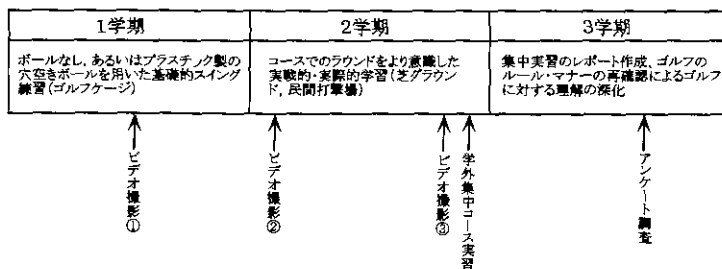 1学期
2学期
3学期
ボールなし、あるいはプラスチック製の
穴空きボールを用いた基礎的スイング
練習(ゴルフケージ)
コースでのラウンドをより意識した
実戦的・実際的学習(芝グラウン
ド,民間打撃場)
集中実習のレポート作成、ゴルフの
ルール・マナーの再確認によるゴルフ
に対する理解の深化
ビデオ撮影①
ビデオ撮影②
ビデオ撮影③
学外集中コース実習
アンケート調査